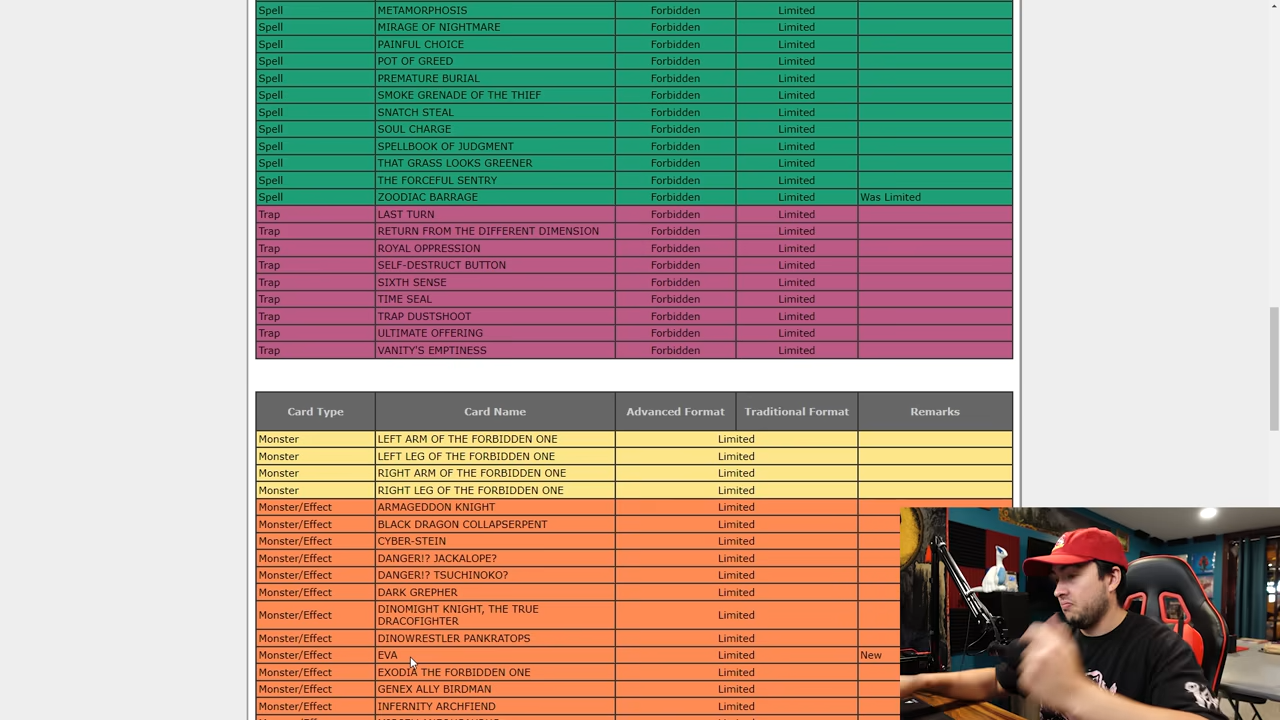 Spell METAMORPHOSIS Forbidden Limited
Spell MIRAGE OF NIGHTMARE Forbidden Limited
Spell PAINFUL CHOICE Forbidden Limited
Spell POT OF GREED Forbidden Limited
Spell PREMATURE BURIAL Forbidden Limited
Spell SMOKE GRENADE OF THE THIEF Forbidden Limited
Spell SNATCH STEAL Forbidden Limited
Spell SOUL CHARGE Forbidden Limited
Spell SPELLBOOK OF JUDGMENT Forbidden Limited
Spell THAT GRASS LOOKS GREENER Forbidden Limited
Spell THE FORCEFUL SENTRY Forbidden Limited
Spell ZOODIAC BARRAGE Forbidden Limited Was Limited
Trap LAST TURN Forbidden Limited
Trap RETURN FROM THE DIFFERENT DIMENSION Forbidden Limited
Trap ROYAL OPPRESSION Forbidden Limited
Trap SELF-DESTRUCT BUTTON Forbidden Limited
Trap SIXTH SENSE Forbidden Limited
Trap TIME SEAL Forbidden Limited
Trap TRAP DUSTSHOOT Forbidden Limited
Trap ULTIMATE OFFERING Forbidden Limited
Trap VANITY'S EMPTINESS Forbidden Limited
Card Type Card Name Advanced Format Traditional Format Remarks
Monster LEFT ARM OF THE FORBIDDEN ONE Limited
Monster LEFT LEG OF THE FORBIDDEN ONE Limited
Monster RIGHT ARM OF THE FORBIDDEN ONE Limited
Monster RIGHT LEG OF THE FORBIDDEN ONE Limited
Monster/Effect ARMAGEDDON KNIGHT Limited
Monster/Effect BLACK DRAGON COLLAPSERPENT Limited
Monster/Effect CYBER-STEIN Limited
Monster/Effect DANGER!? JACKALOPE? Limited
Monster/Effect DANGER!? TSUCHINOKO? Limited
Monster/Effect DARK GREPHER Limited
Monster/Effect DINOMIGHT KNIGHT, THE TRUE
DRACOFIGHTER Limited
Monster/Effect DINOWRESTLER PANKRATOPS Limited
Monster/Effect EVA Limited New
Monster/Effect EXODIA THE FORBIDDEN ONE Limited
Monster/Effect GENEX ALLY BIRDMAN Limited
Monster/Effect INFERNITY ARCHFIEND Limited